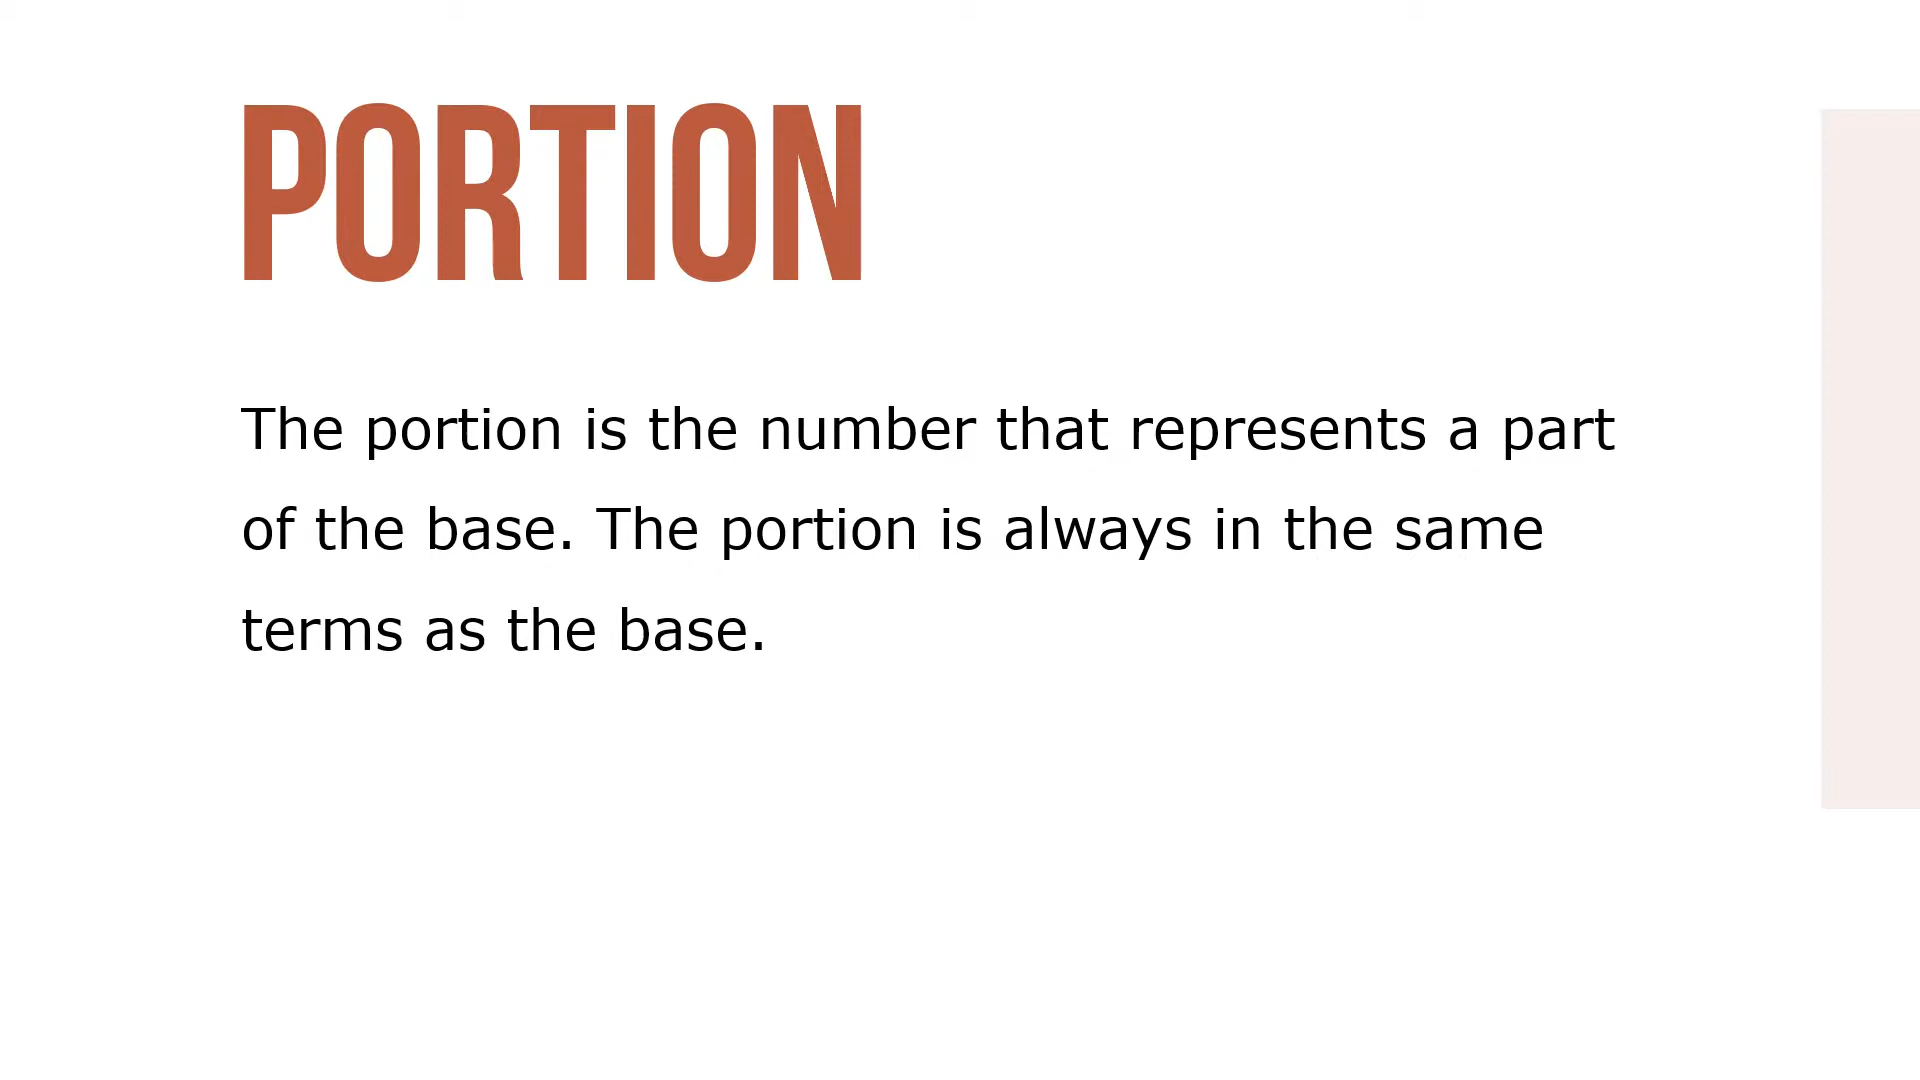 PORTION
The portion is the number that represents a part
of the base. The portion is always in the same
terms as the base.